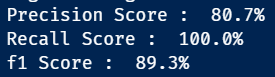 Precision Score :  80.7%
Recall Score :  100.0%
f1 Score :  89.3%